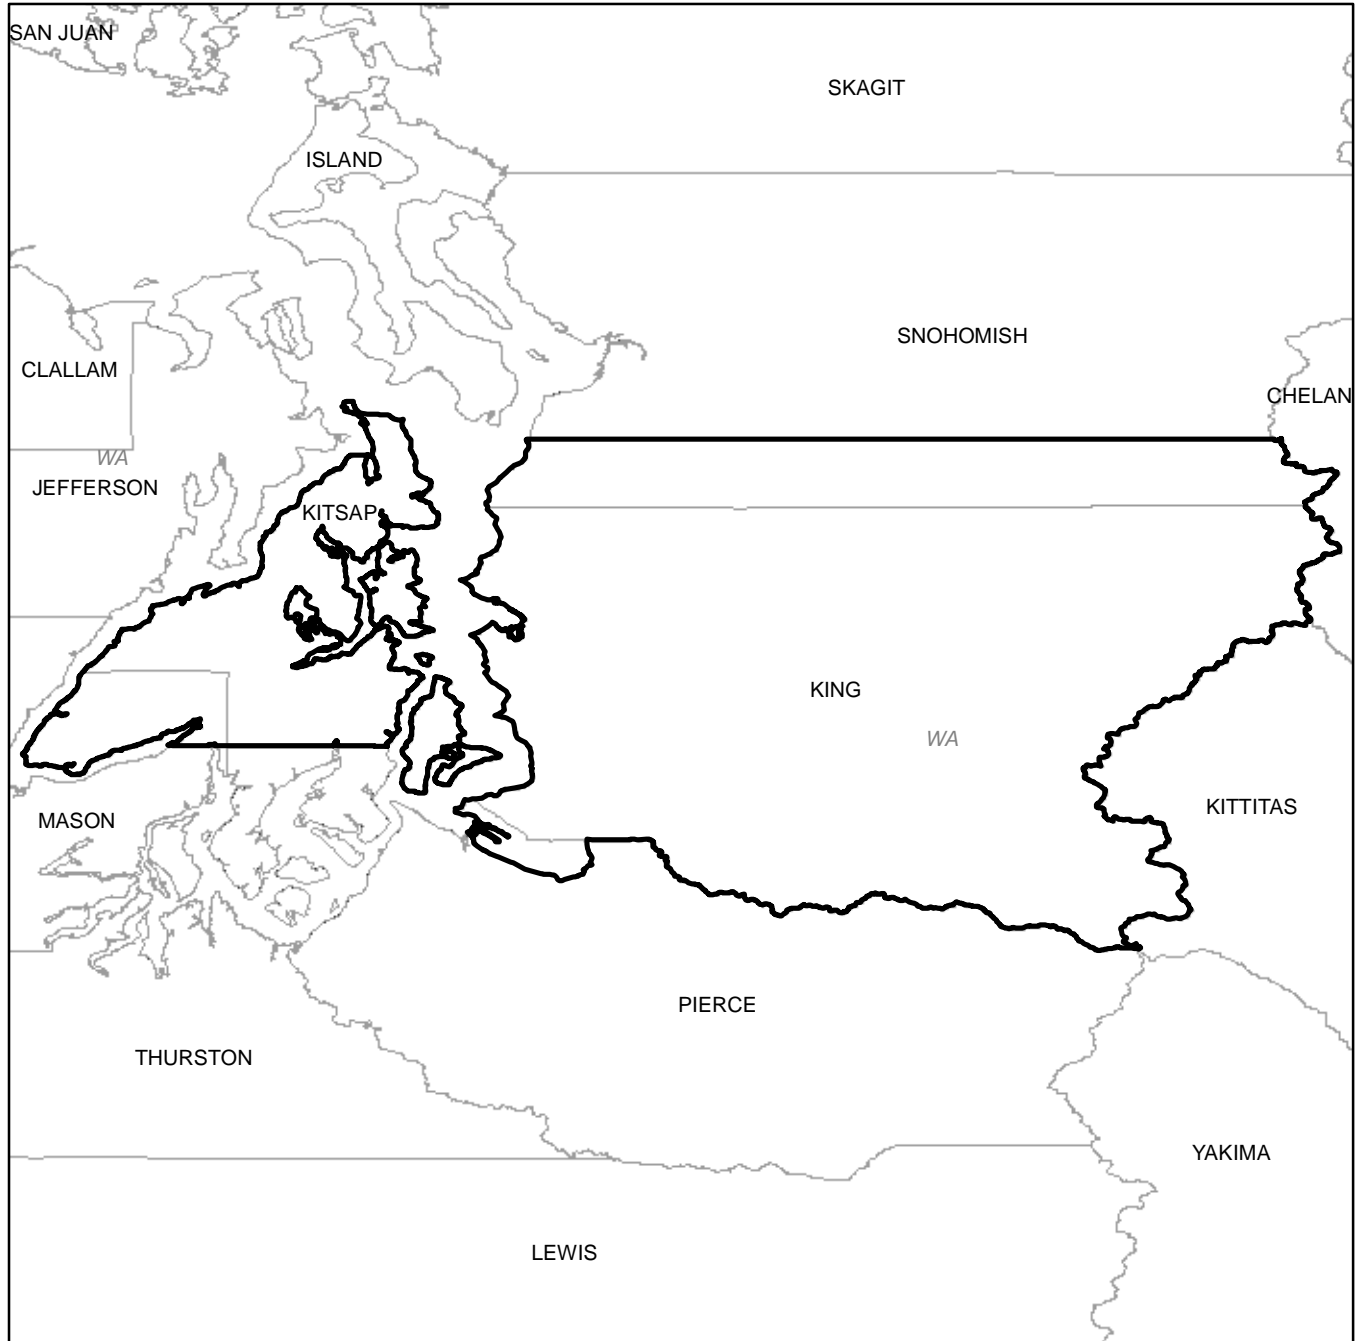 SAN JUAN
SKAGIT
ISLAND
SNOHOMISH
CLALLAM
CHELAN
WA
JEFFERSON
KITSAP
KING
WA
KITTITAS
MASON
PIERCE
THURSTON
YAKIMA
LEWIS